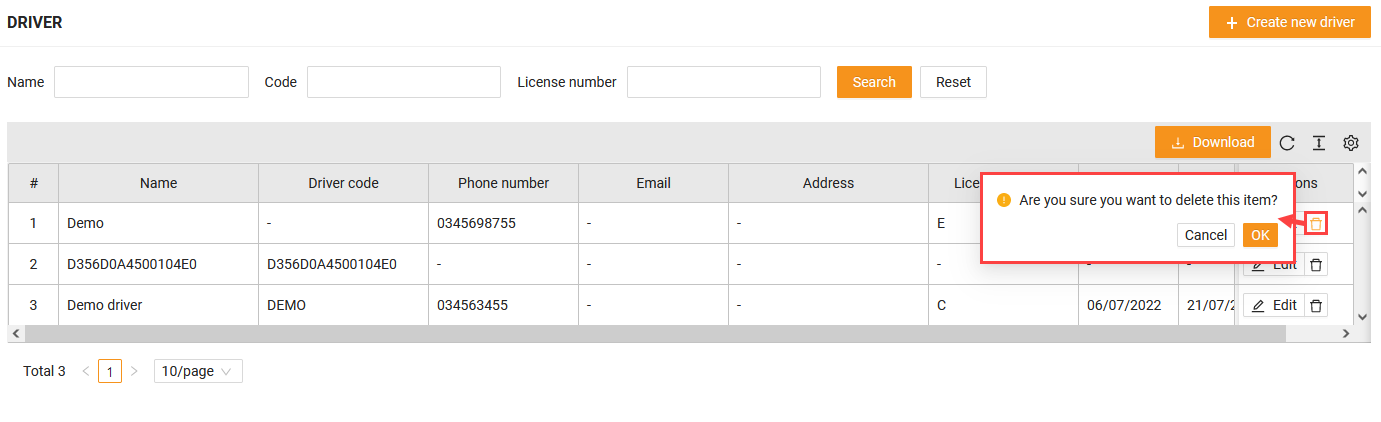 DRIVER
Create new driver
Name Code License number Search Reset
Download
# Name Driver code Phone number Email Address Lice ons
Are you sure you want to delete this item?
Cancel OK
1 Demo - 0345698755 - - E
2 D356D0A4500104E0 D356D0A4500104E0 - - - - - - Edit
3 Demo driver DEMO 034563455 - - C 06/07/2022 21/07/2 Edit
Total 3 < 1 > 10/page